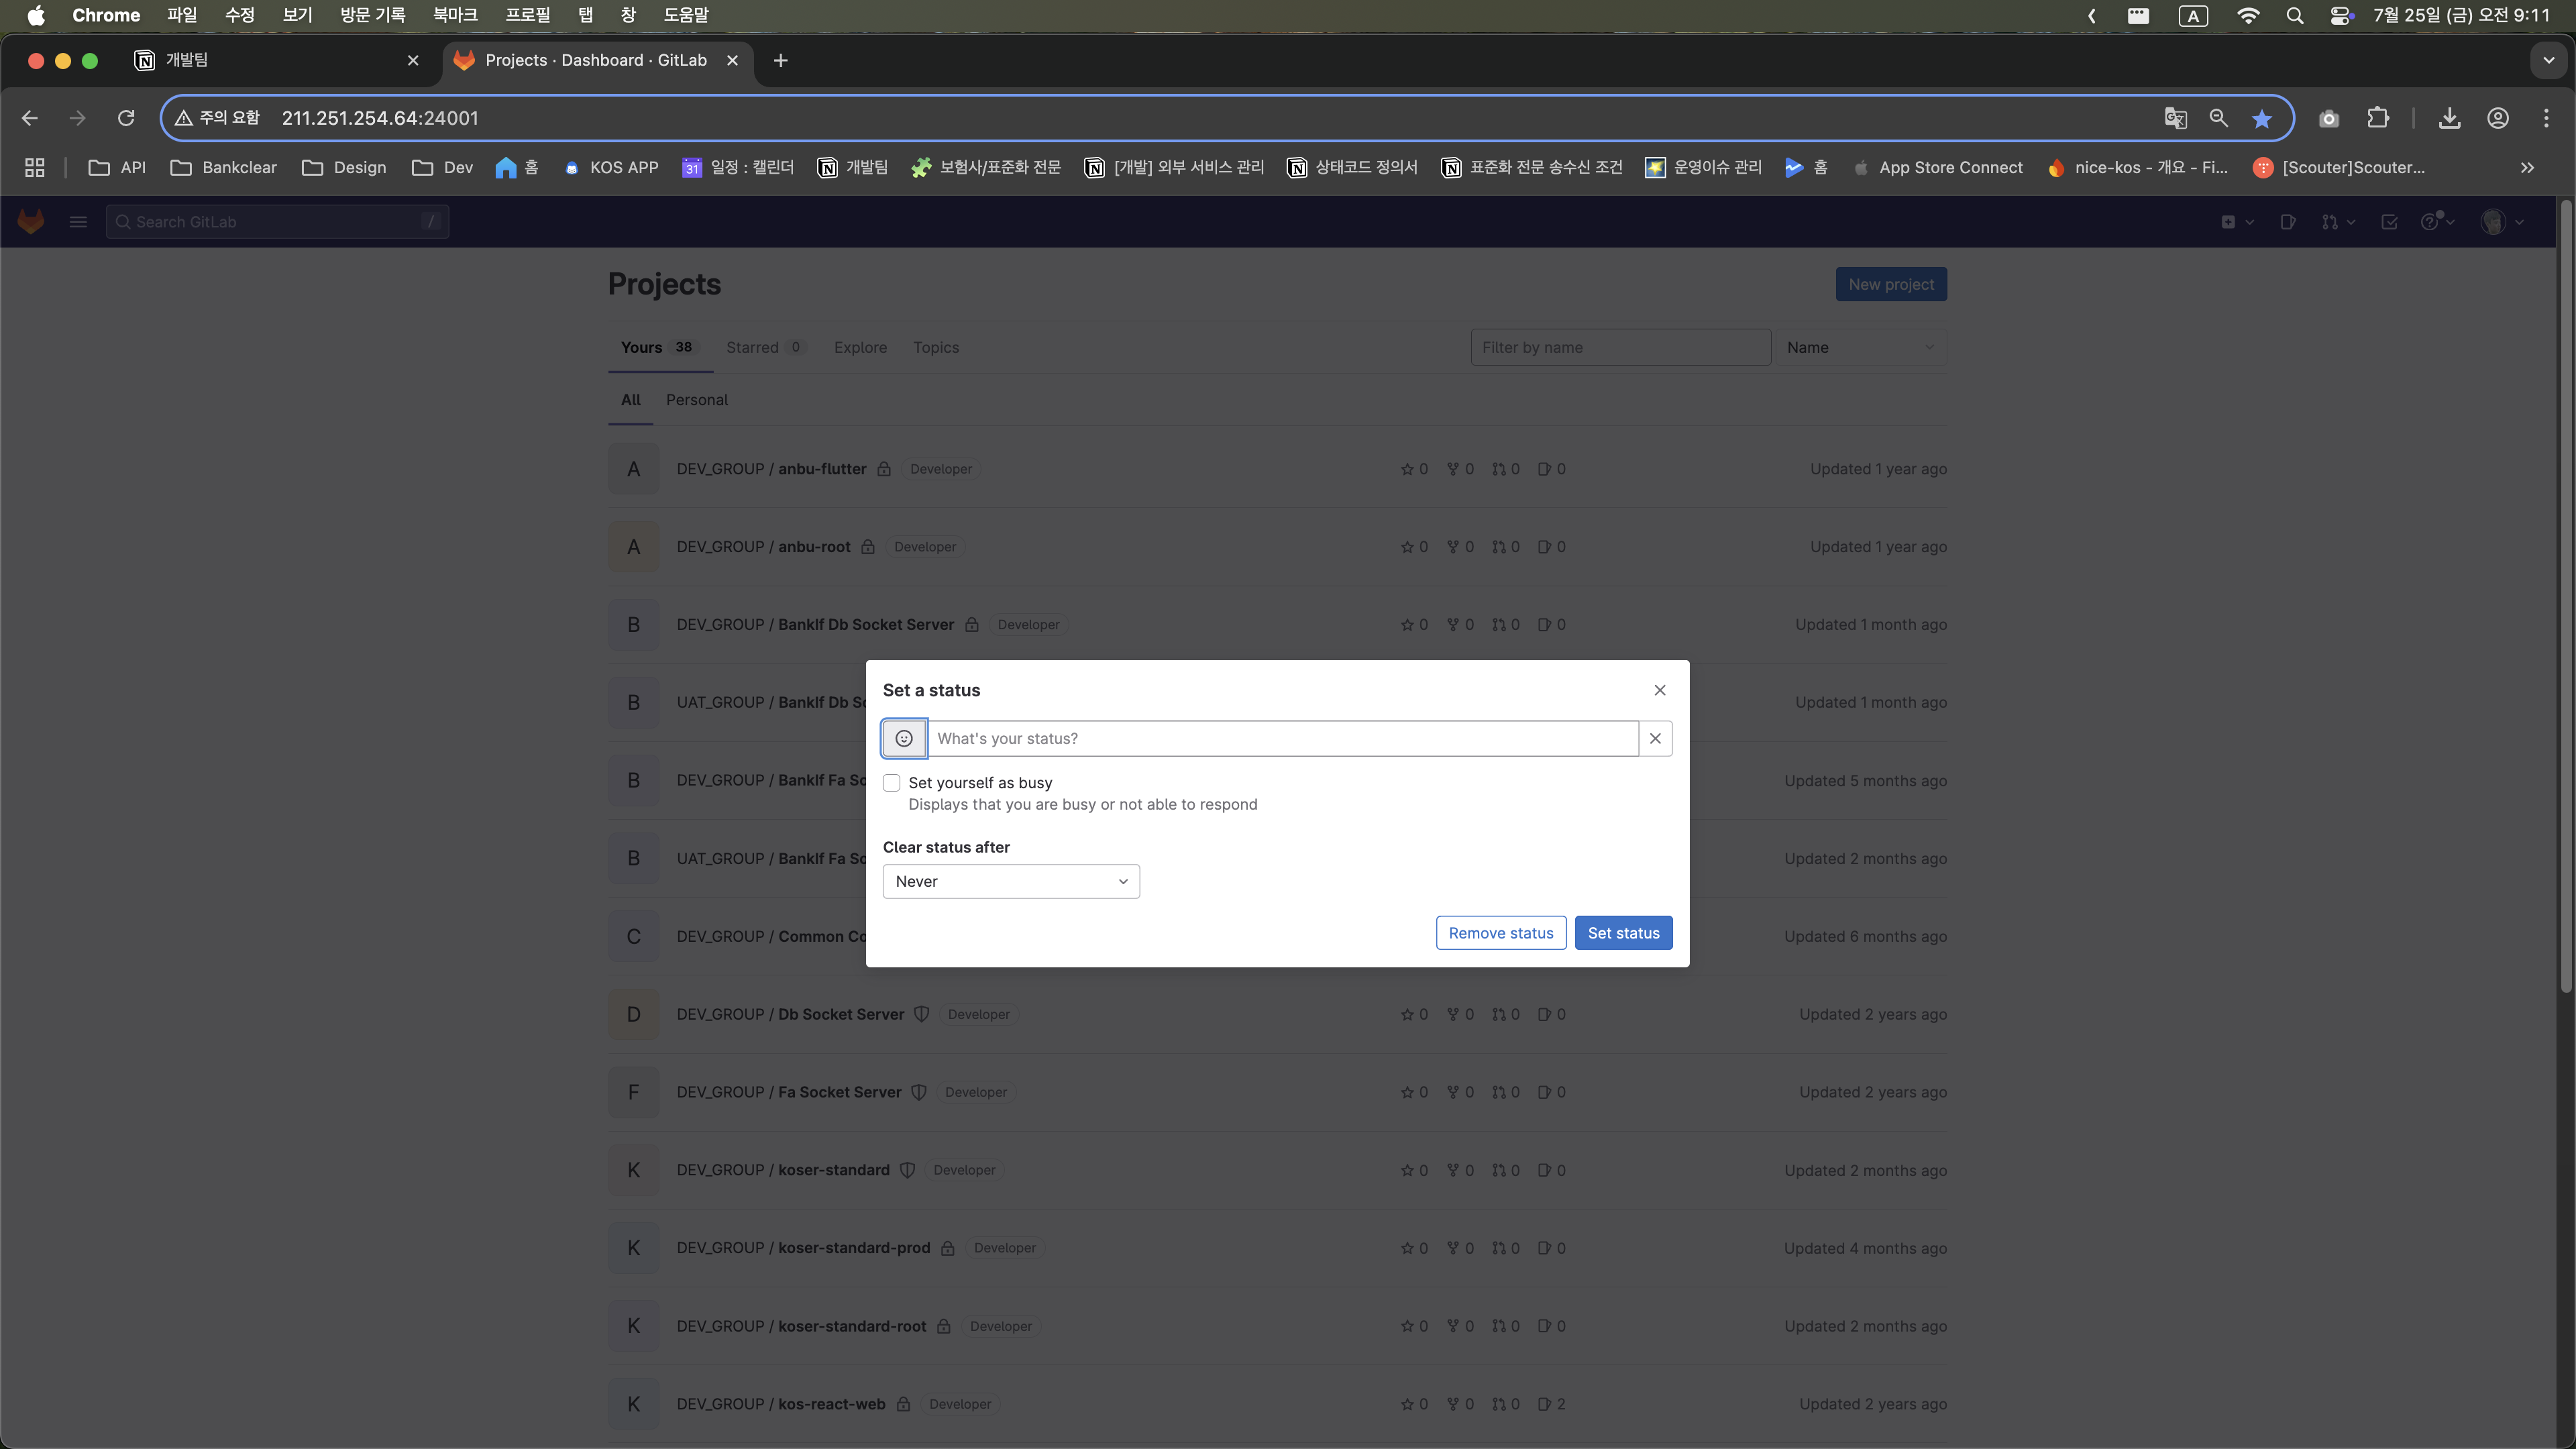 Chrome 파일 수정 보기 방문 기록 북마크 프로필 탭 창 도움말 A 7월 25일 (금) 오전 9:11
개발팀 Projects · Dashboard · GitLab
주의 요함 211.251.254.64:24001
API Bankclear Design Dev 홈 KOS APP 31 일정 : 캘린더 개발팀 보험사/표준화 전문 [개발] 외부 서비스 관리 상태코드 정의서 표준화 전문 송수신 조건 운영이슈 관리 홈 App Store Connect nice-kos - 개요 - Fi... [Scouter]Scouter...
Search GitLab /
Projects New project
Yours 38 Starred 0 Explore Topics Filter by name Name
All Personal
A DEV_GROUP / anbu-flutter Developer 0 0 0 0 Updated 1 year ago
A DEV_GROUP / anbu-root Developer 0 0 0 0 Updated 1 year ago
B DEV_GROUP / BankIf Db Socket Server Developer 0 0 0 0 Updated 1 month ago
B UAT_GROUP / BankIf Db So Updated 1 month ago
B DEV_GROUP / BankIf Fa So Updated 5 months ago
B UAT_GROUP / BankIf Fa So Updated 2 months ago
C DEV_GROUP / Common Co Updated 6 months ago
Set a status
What's your status?
Set yourself as busy
Displays that you are busy or not able to respond
Clear status after
Never
Remove status Set status
D DEV_GROUP / Db Socket Server Developer 0 0 0 0 Updated 2 years ago
F DEV_GROUP / Fa Socket Server Developer 0 0 0 0 Updated 2 years ago
K DEV_GROUP / koser-standard Developer 0 0 0 0 Updated 2 months ago
K DEV_GROUP / koser-standard-prod Developer 0 0 0 0 Updated 4 months ago
K DEV_GROUP / koser-standard-root Developer 0 0 0 0 Updated 2 months ago
K DEV_GROUP / kos-react-web Developer 0 0 0 2 Updated 2 years ago